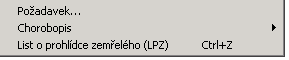 Požadavek...
Chorobopis
List o prohlídce zemřelého (LPZ) Ctrl+Z